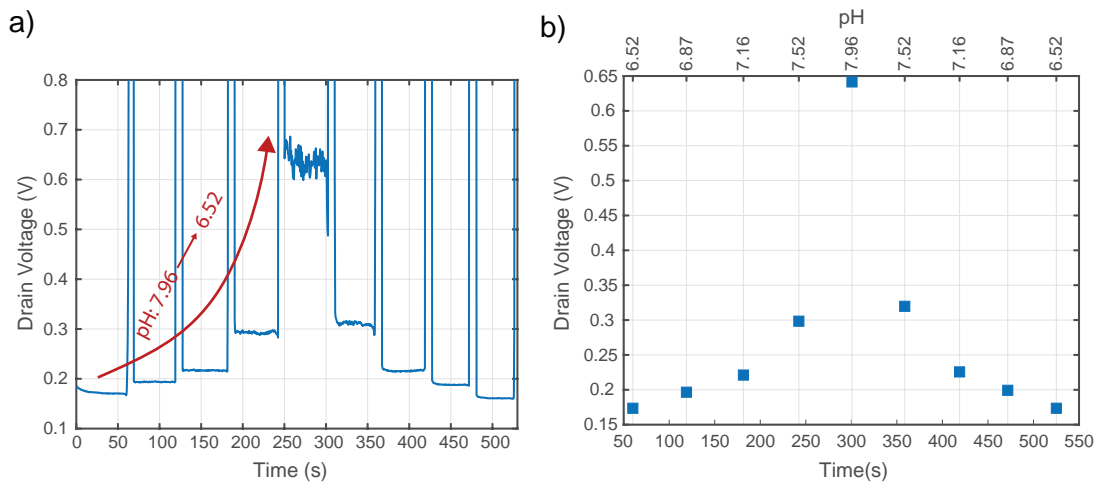 a)
0.8
0.7
0.6
0.5
0.4
0.3
0.2
0.1
Drain Voltage (V)
pH: 7.96 → 6.52
0 50 100 150 200 250 300 350 400 450 500
Time (s)
b)
pH
6.52 6.87 7.16 7.52 7.96 7.52 7.16 6.87 6.52
0.65
0.6
0.55
0.5
0.45
0.4
0.35
0.3
0.25
0.2
0.15
Drain Voltage (V)
50 100 150 200 250 300 350 400 450 500 550
Time(s)